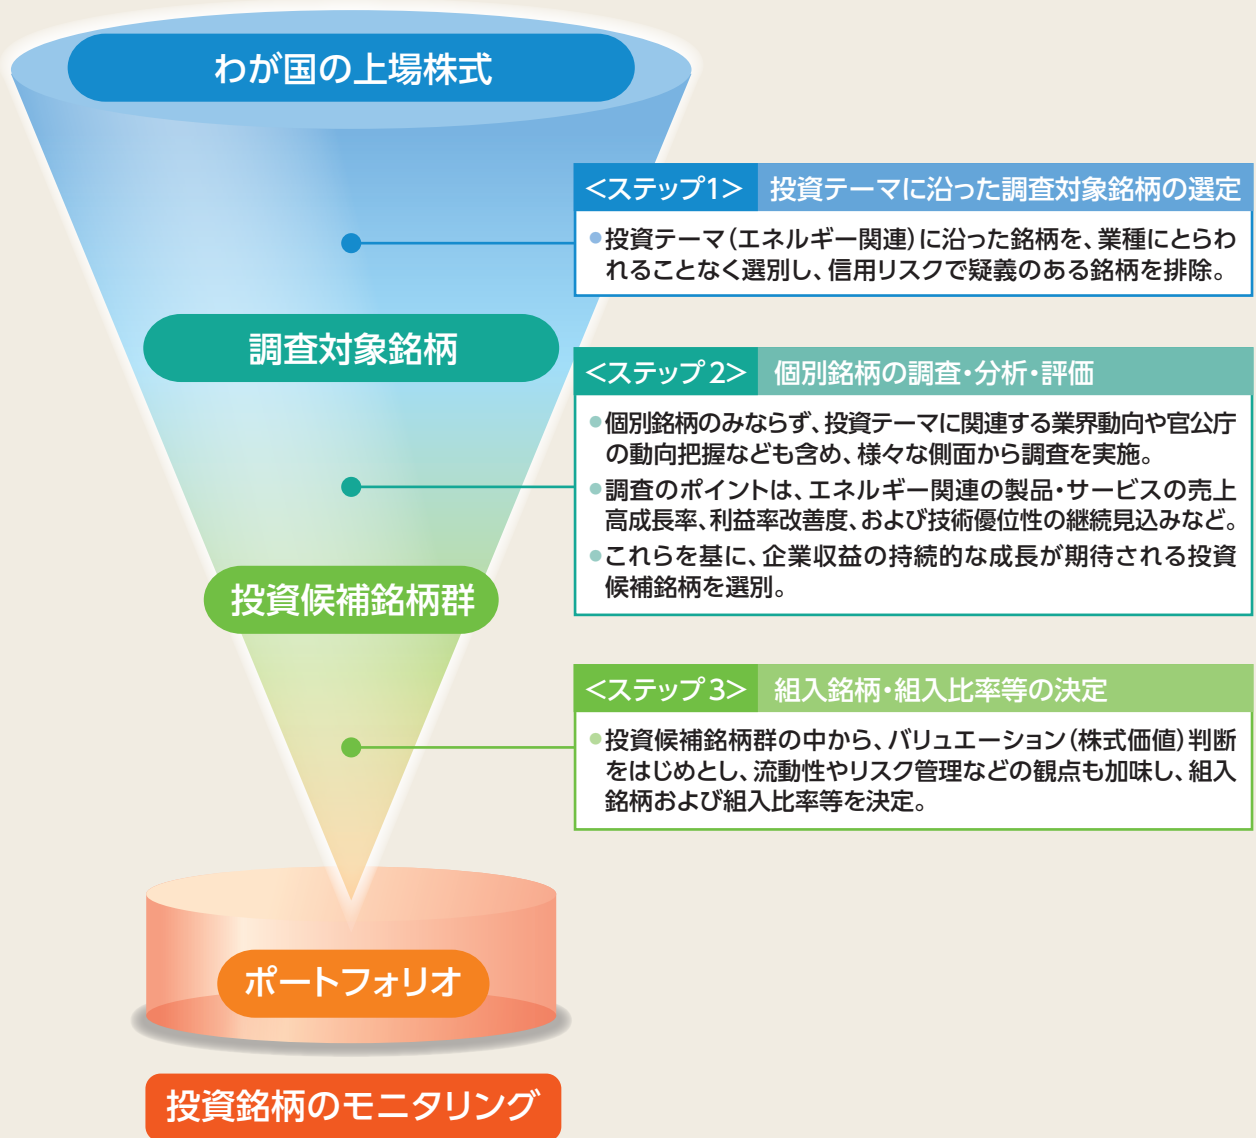 わが国の上場株式
<ステップ1> 投資テーマに沿った調査対象銘柄の選定
●投資テーマ(エネルギー関連)に沿った銘柄を、業種にとらわ
れることなく選別し、信用リスクで疑義のある銘柄を排除。
調査対象銘柄
<ステップ2> 個別銘柄の調査・分析・評価
●個別銘柄のみならず、投資テーマに関連する業界動向や官公庁
の動向把握なども含め、様々な側面から調査を実施。
●調査のポイントは、エネルギー関連の製品・サービスの売上
高成長率、利益率改善度、および技術優位性の継続見込みなど。
●これらを基に、企業収益の持続的な成長が期待される投資
候補銘柄を選別。
投資候補銘柄群
<ステップ3> 組入銘柄・組入比率等の決定
●投資候補銘柄群の中から、バリュエーション(株式価値)判断
をはじめとし、流動性やリスク管理などの観点も加味し、組入
銘柄および組入比率等を決定。
ポートフォリオ
投資銘柄のモニタリング